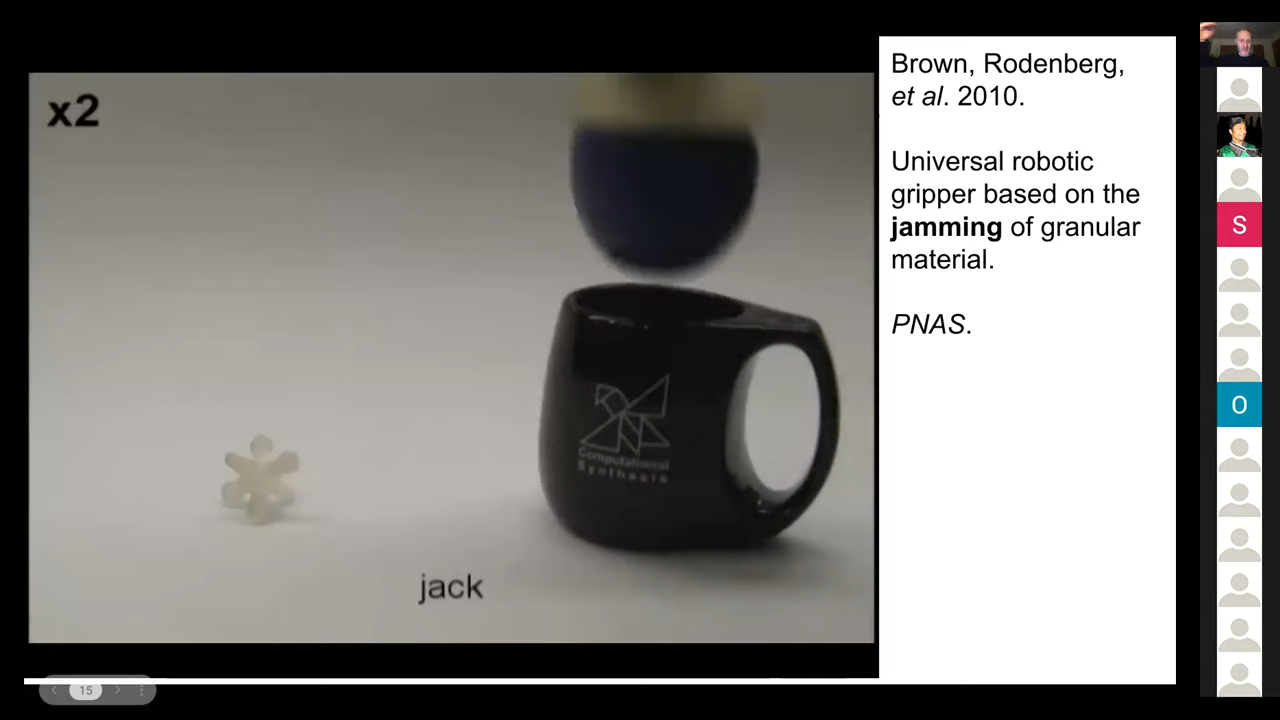 x2
Computational
Synthesis
jack
Brown, Rodenberg,
et al. 2010.
Universal robotic
gripper based on the
jamming of granular
material.
PNAS.
S
O
15